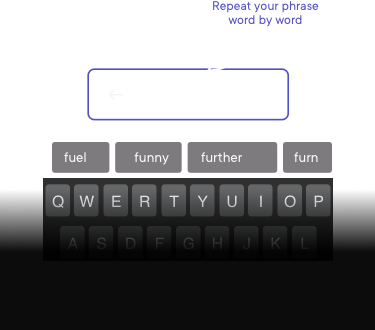 Repeat your phrase
word by word
fuel funny further furn
Q W E R T Y U I O P
A S D F G H J K L